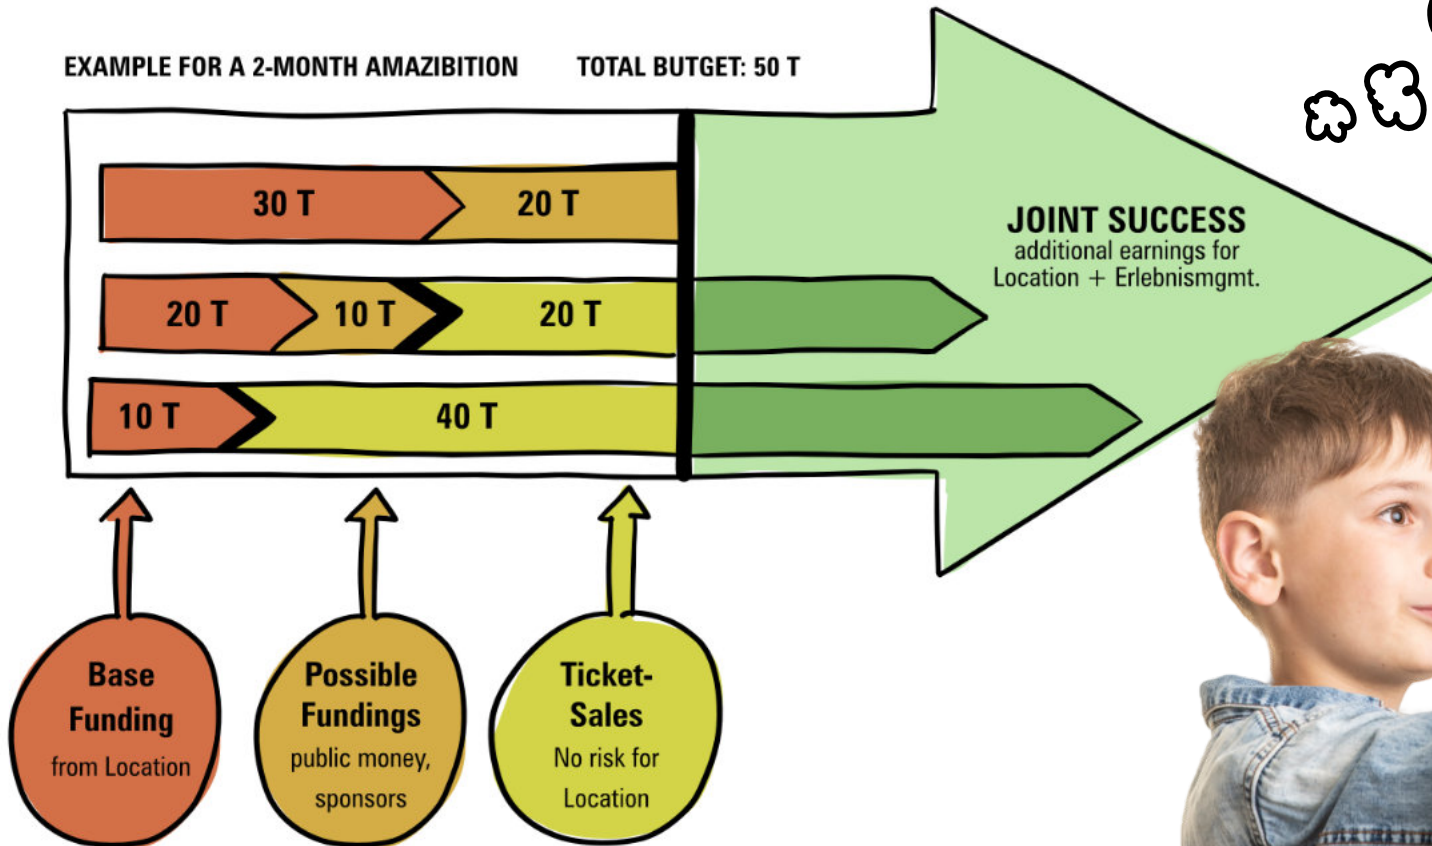 EXAMPLE FOR A 2-MONTH AMAZIBITION TOTAL BUTGET: 50 T
30 T 20 T
20 T 10 T 20 T
10 T 40 T
JOINT SUCCESS
additional earnings for
Location + Erlebnismgmt.
Base
Funding
from Location
Possible
Fundings
public money,
sponsors
Ticket-
Sales
No risk for
Location